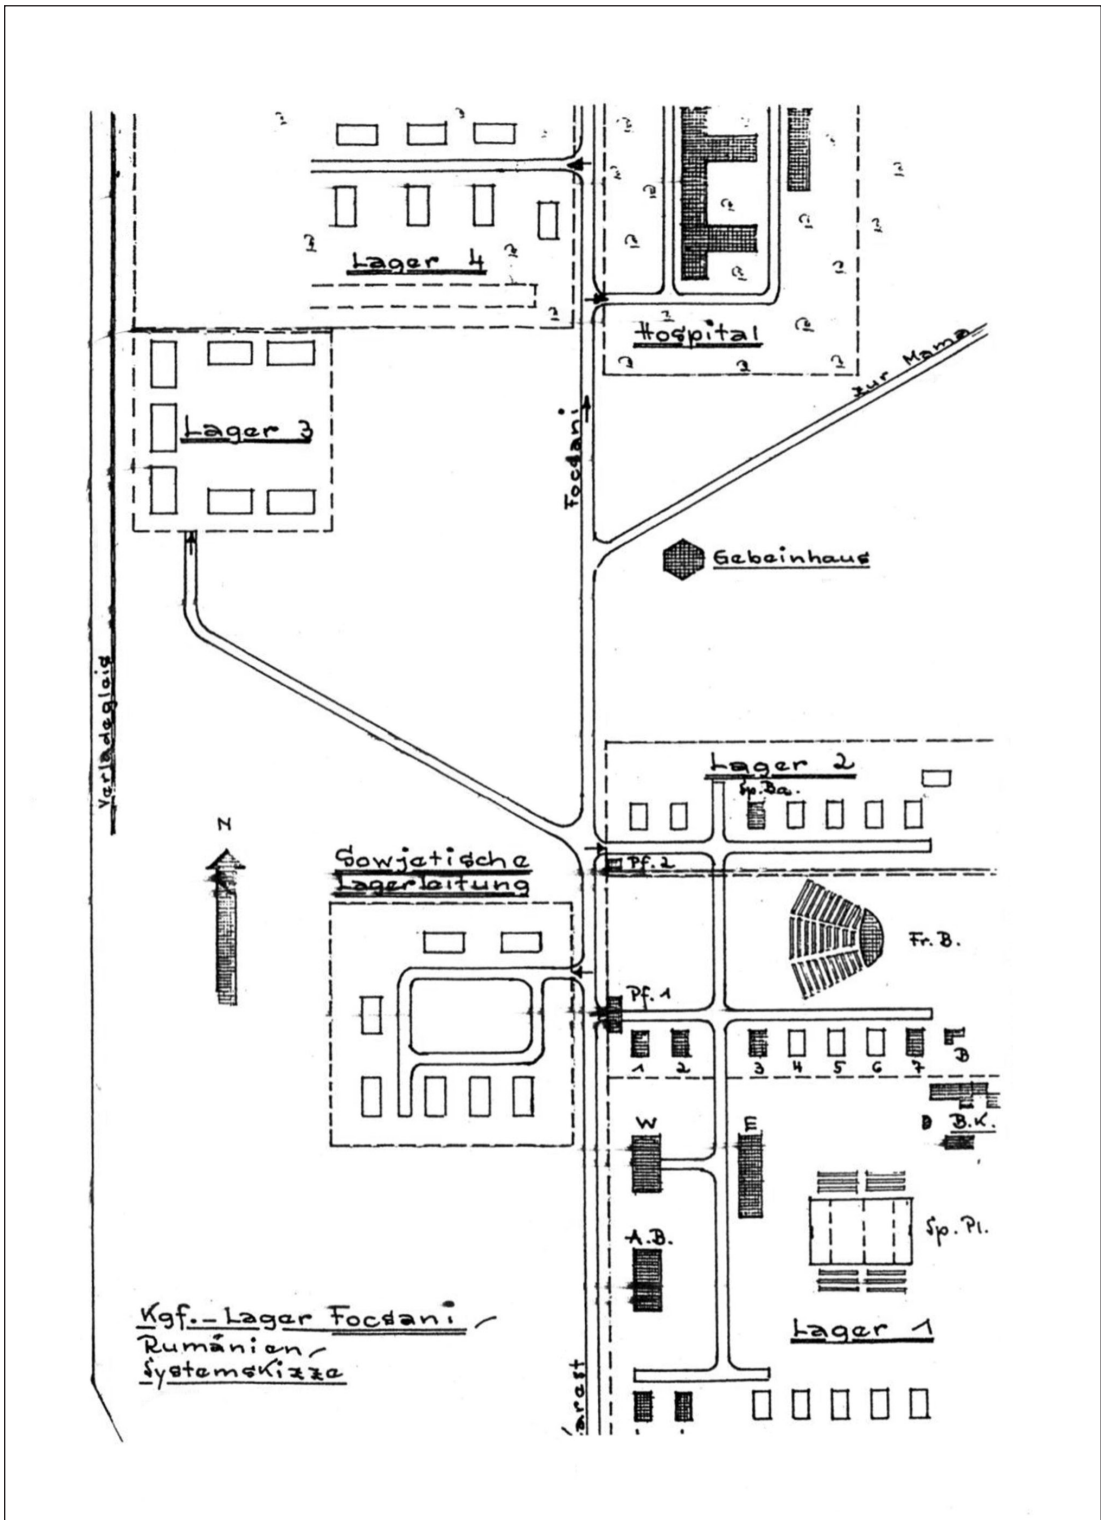 Lager 4
Hospital
zur Mama
Lager 3
Focsani
Gebeinhaus
Verladegleis
Lager 2
Sp. Ba.
N
Pf. 2
Sowjetische
Lagerleitung
Fr. B.
Pf. 1
1 2 3 4 5 6 7 B
W E
D B.K.
A.B.
Sp. Pl.
Kgf.-Lager Focsani
Rumänien
Systemskizze
Lager 1
karest